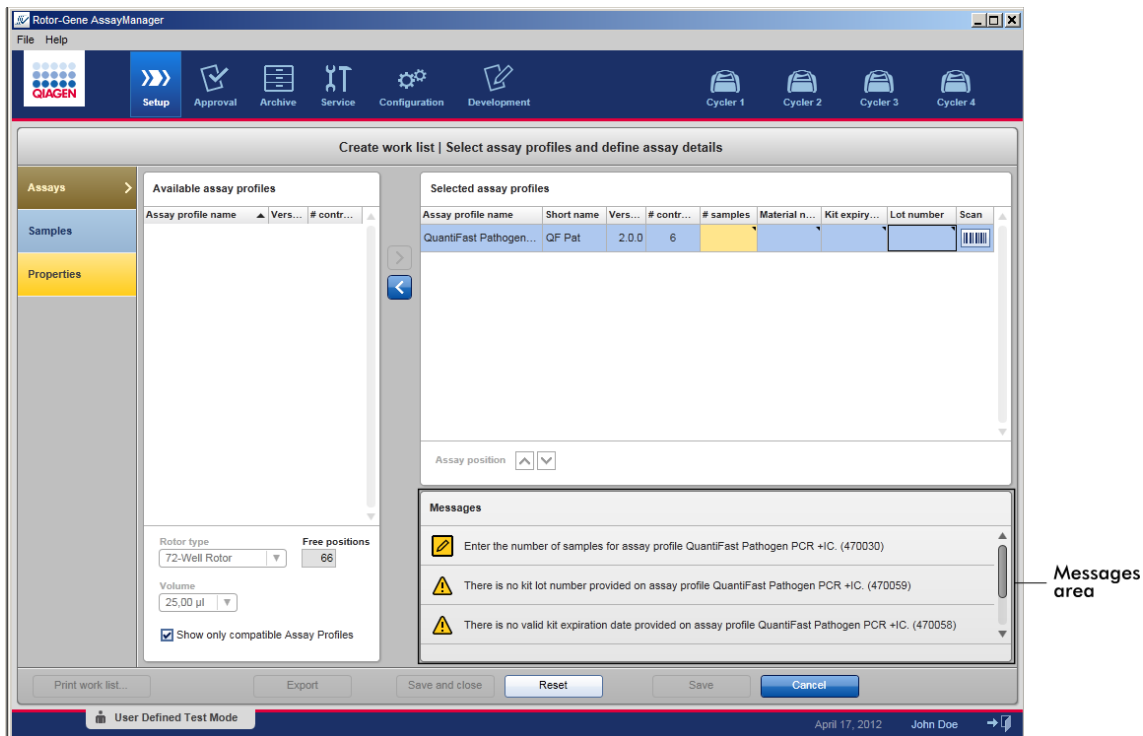 Rotor-Gene AssayManager
File Help
QIAGEN
Setup
Approval
Archive
Service
Configuration
Development
Cycler 1
Cycler 2
Cycler 3
Cycler 4
Create work list | Select assay profiles and define assay details
Assays
Samples
Properties
Available assay profiles
Assay profile name Vers... # contr...
Selected assay profiles
Assay profile name Short name Vers... # contr... # samples Material n... Kit expiry... Lot number Scan
QuantiFast Pathogen... QF Pat 2.0.0 6
Assay position
Rotor type
72-Well Rotor
Free positions
66
Volume
25,00 µl
Show only compatible Assay Profiles
Messages
Enter the number of samples for assay profile QuantiFast Pathogen PCR +IC. (470030)
There is no kit lot number provided on assay profile QuantiFast Pathogen PCR +IC. (470059)
There is no valid kit expiration date provided on assay profile QuantiFast Pathogen PCR +IC. (470058)
Messages
area
Print work list...
Export
Save and close
Reset
Save
Cancel
User Defined Test Mode
April 17, 2012
John Doe